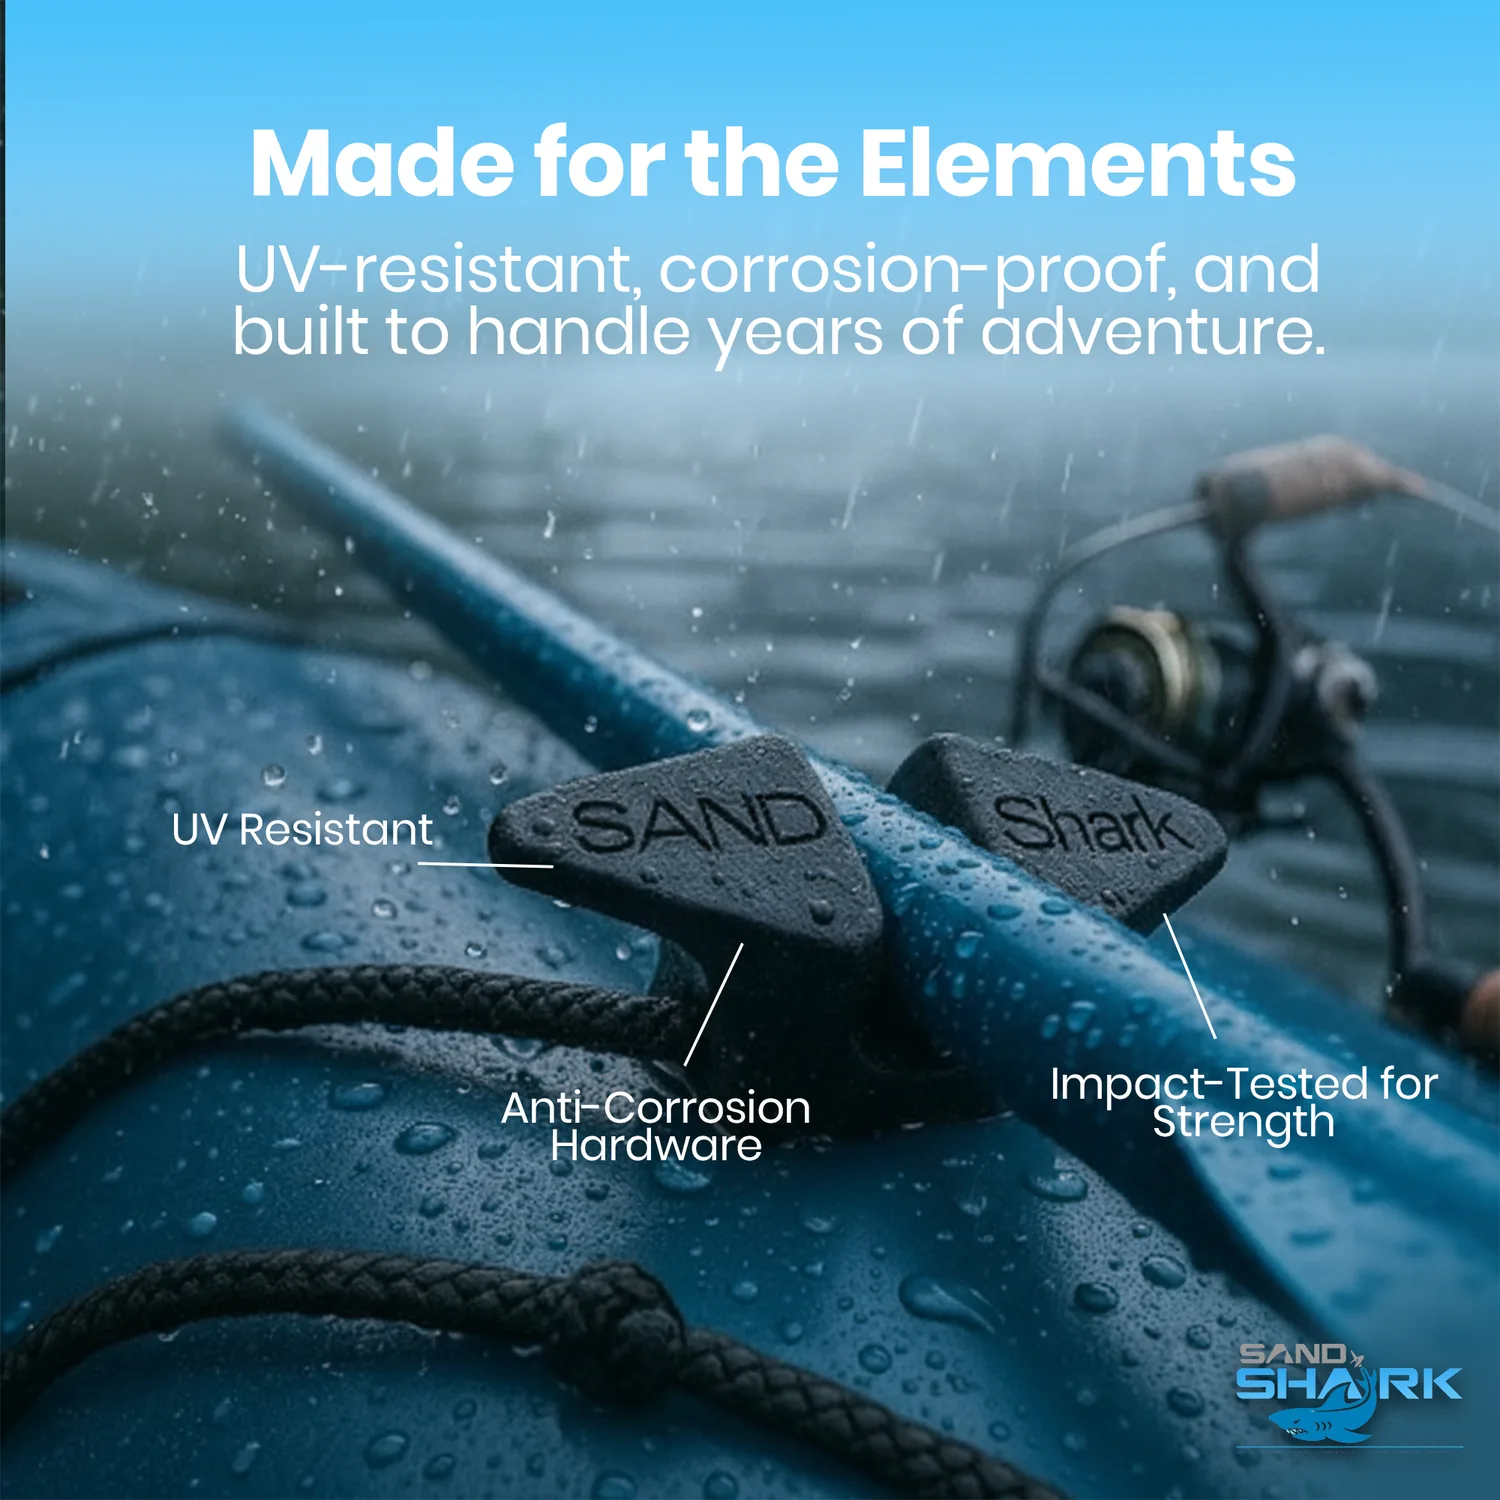 Made for the Elements
UV-resistant, corrosion-proof, and
built to handle years of adventure.
SAND
Shark
UV Resistant
Anti-Corrosion
Hardware
Impact-Tested for
Strength
SAND
SHARK